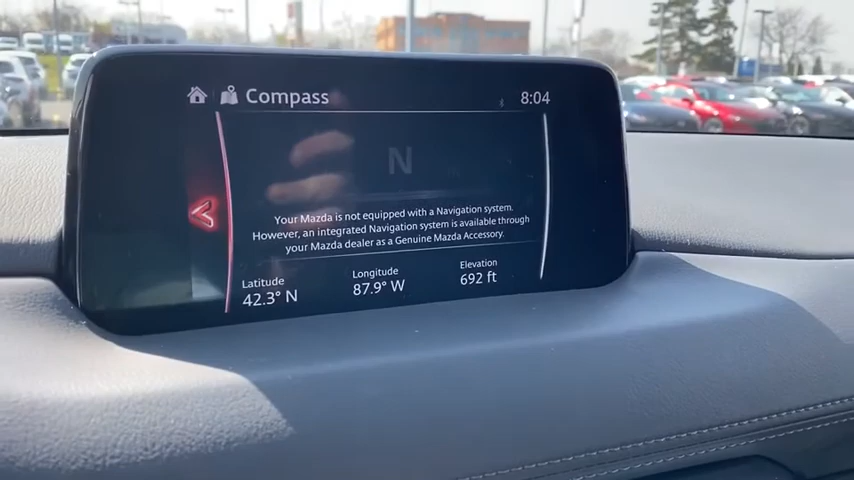 Compass
8:04
N
Your Mazda is not equipped with a Navigation system.
However, an integrated Navigation system is available through
your Mazda dealer as a Genuine Mazda Accessory.
Latitude
42.3° N
Longitude
87.9° W
Elevation
692 ft